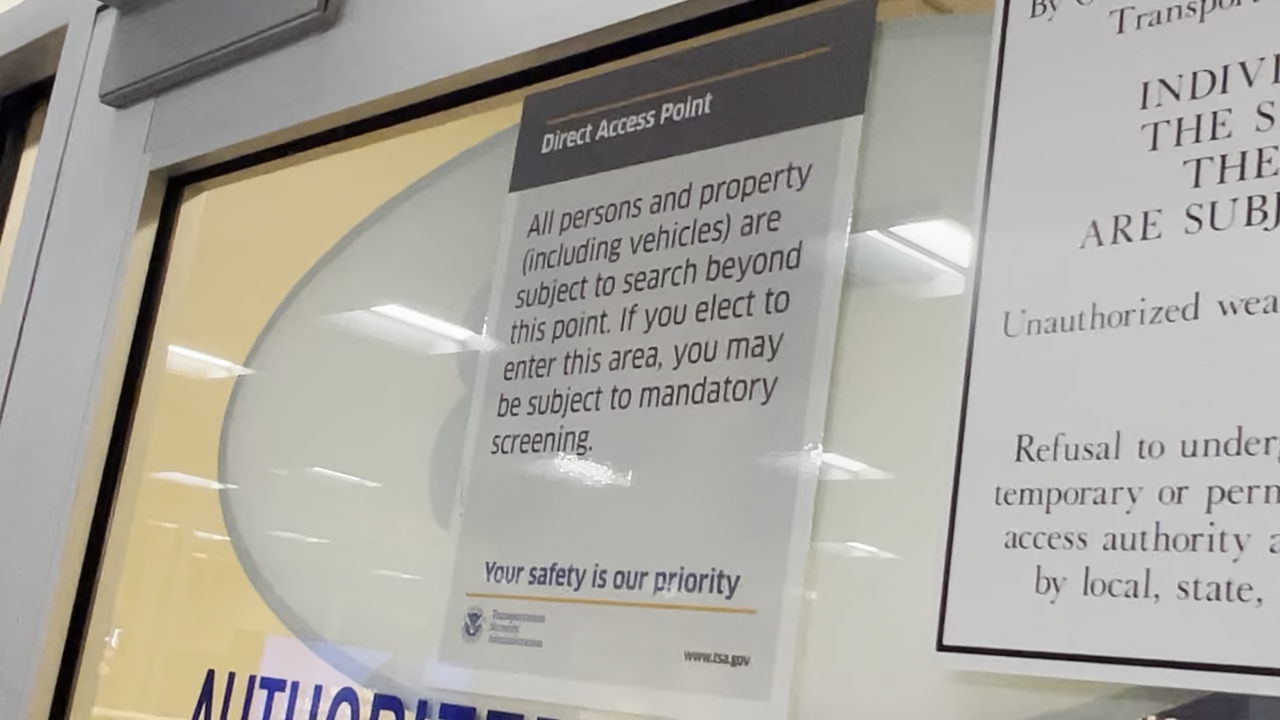 Direct Access Point
All persons and property
(including vehicles) are
subject to search beyond
this point. If you elect to
enter this area, you may
be subject to mandatory
screening.
Your safety is our priority
Transportation
Security
Administration
www.tsa.gov
By
Transpor
INDIVI
THE S
THE
ARE SUBJ
Unauthorized wea
Refusal to underg
temporary or perm
access authority a
by local, state,
AUTHORIZED